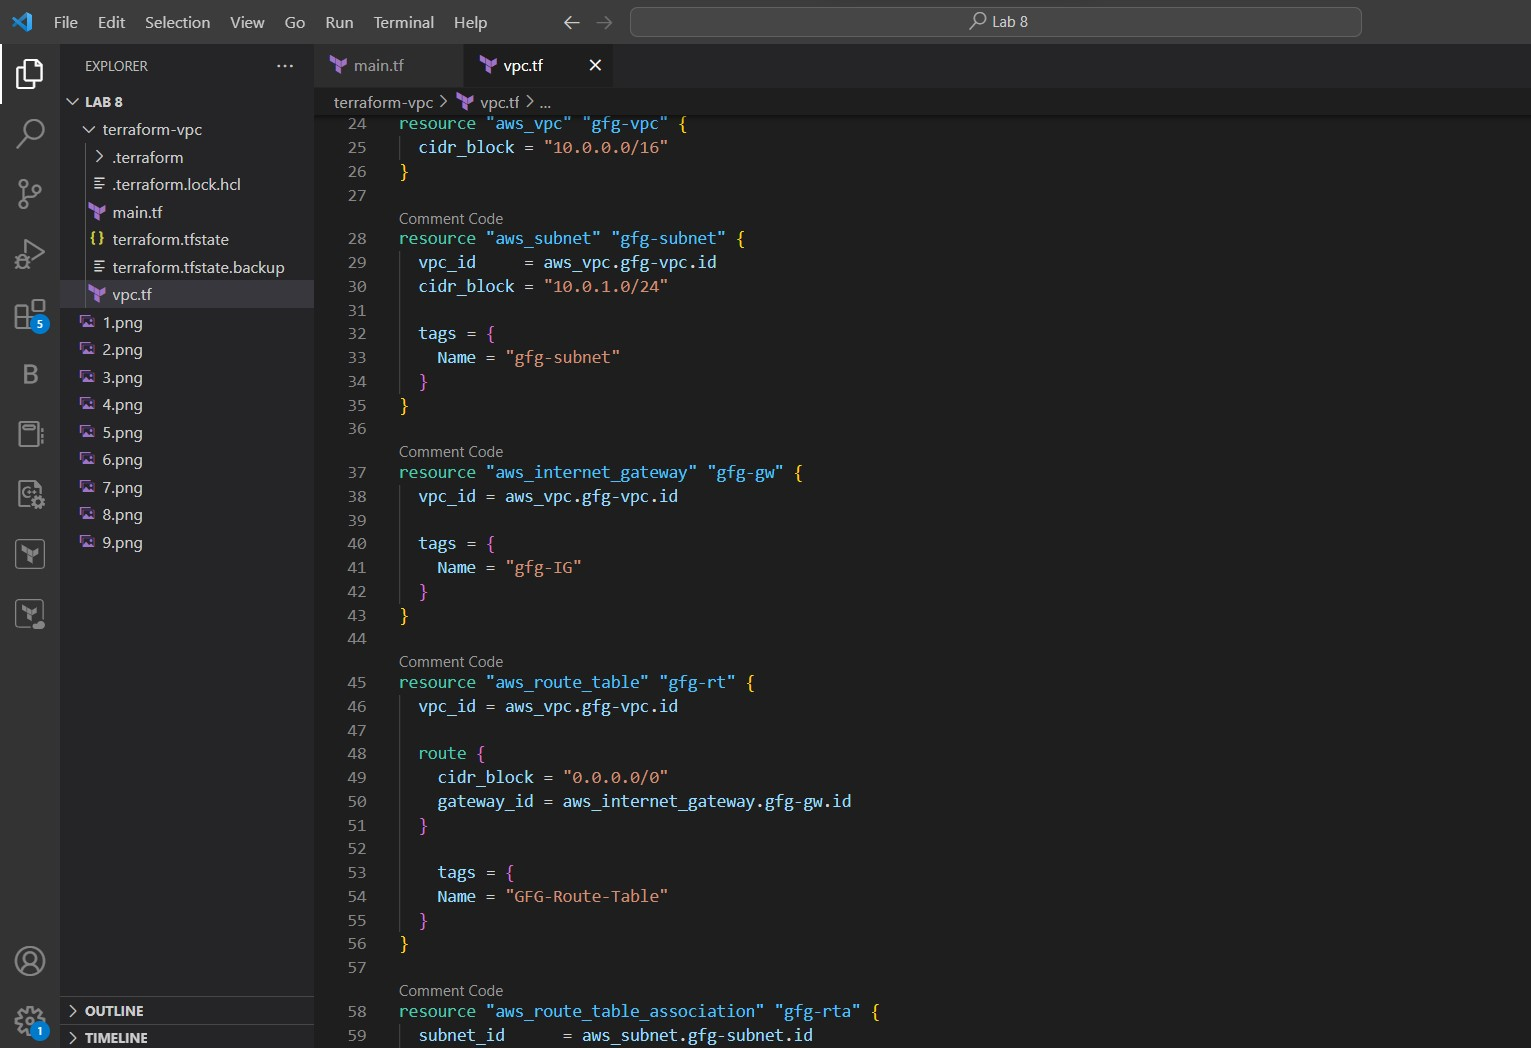 File Edit Selection View Go Run Terminal Help
Lab 8
EXPLORER
LAB 8
terraform-vpc
.terraform
.terraform.lock.hcl
main.tf
terraform.tfstate
terraform.tfstate.backup
vpc.tf
1.png
2.png
3.png
4.png
5.png
6.png
7.png
8.png
9.png
OUTLINE
TIMELINE
5
B
1
main.tf vpc.tf
terraform-vpc > vpc.tf > ...
24 resource "aws_vpc" "gfg-vpc" {
25 cidr_block = "10.0.0.0/16"
26 }
27
Comment Code
28 resource "aws_subnet" "gfg-subnet" {
29 vpc_id     = aws_vpc.gfg-vpc.id
30 cidr_block = "10.0.1.0/24"
31
32 tags = {
33 Name = "gfg-subnet"
34 }
35 }
36
Comment Code
37 resource "aws_internet_gateway" "gfg-gw" {
38 vpc_id = aws_vpc.gfg-vpc.id
39
40 tags = {
41 Name = "gfg-IG"
42 }
43 }
44
Comment Code
45 resource "aws_route_table" "gfg-rt" {
46 vpc_id = aws_vpc.gfg-vpc.id
47
48 route {
49 cidr_block = "0.0.0.0/0"
50 gateway_id = aws_internet_gateway.gfg-gw.id
51 }
52
53 tags = {
54 Name = "GFG-Route-Table"
55 }
56 }
57
Comment Code
58 resource "aws_route_table_association" "gfg-rta" {
59 subnet_id      = aws_subnet.gfg-subnet.id